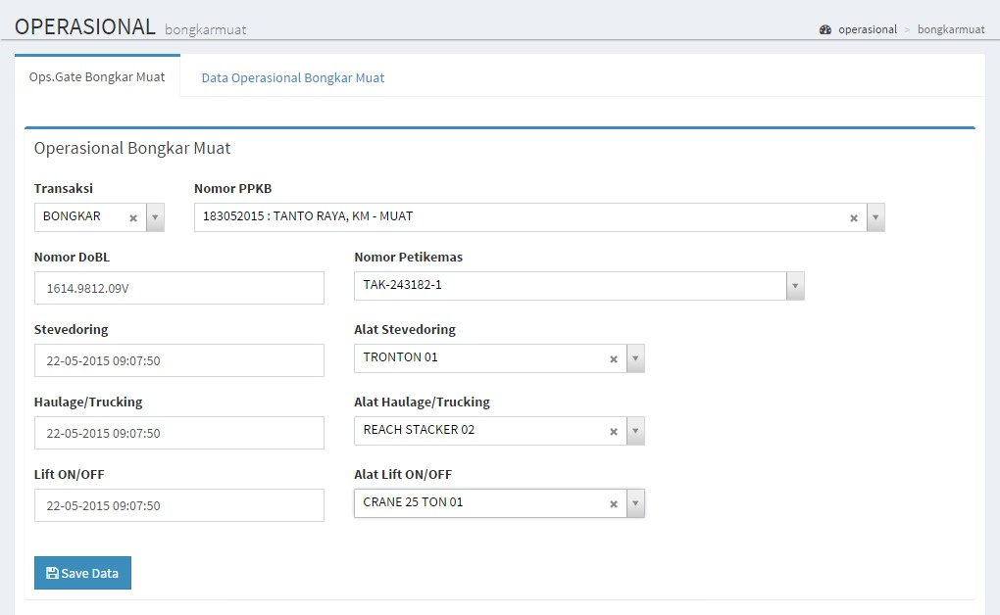 OPERASIONAL bongkarmuat
operasional > bongkarmuat
Ops.Gate Bongkar Muat Data Operasional Bongkar Muat
Operasional Bongkar Muat
Transaksi Nomor PPKB
BONGKAR × 183052015 : TANTO RAYA, KM - MUAT ×
Nomor DoBL Nomor Petikemas
1614.9812.09V TAK-243182-1
Stevedoring Alat Stevedoring
22-05-2015 09:07:50 TRONTON 01 ×
Haulage/Trucking Alat Haulage/Trucking
22-05-2015 09:07:50 REACH STACKER 02 ×
Lift ON/OFF Alat Lift ON/OFF
22-05-2015 09:07:50 CRANE 25 TON 01 ×
Save Data